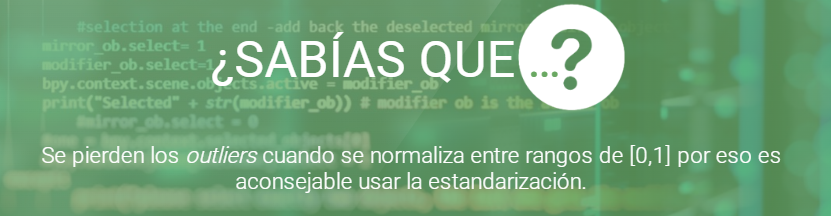 #selection at the end -add back the deselected mirror
mirror_ob.select= 1
modifier_ob.select=1
bpy.context.scene.objects.active = modifier_ob
print("Selected" + str(modifier_ob)) # modifier ob is the
#mirror_ob.select = 0
¿SABÍAS QUE ...?
Se pierden los outliers cuando se normaliza entre rangos de [0,1] por eso es
aconsejable usar la estandarización.